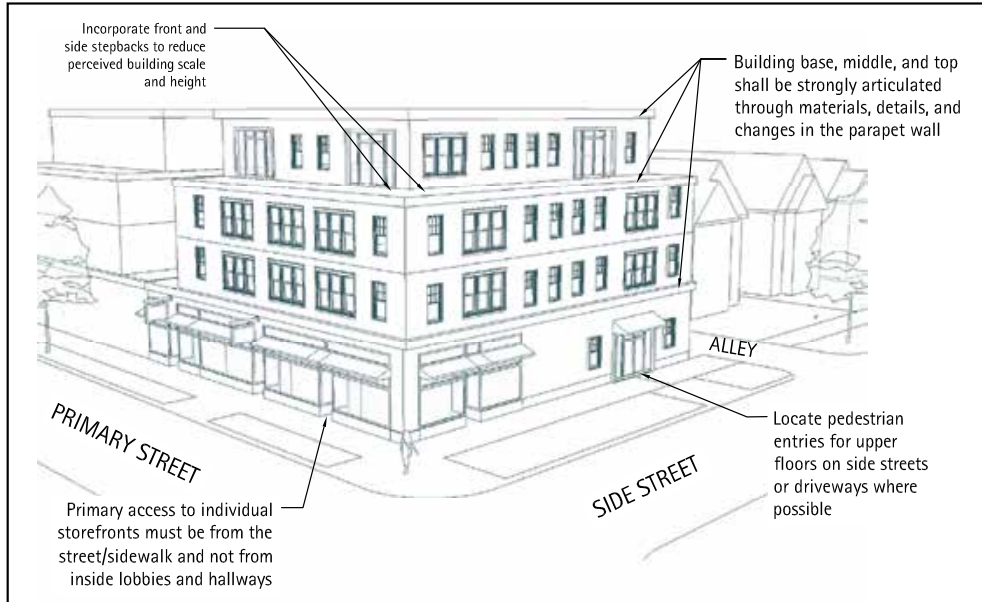 Incorporate front and
side stepbacks to reduce
perceived building scale
and height
Building base, middle, and top
shall be strongly articulated
through materials, details, and
changes in the parapet wall
ALLEY
PRIMARY STREET
SIDE STREET
Locate pedestrian
entries for upper
floors on side streets
or driveways where
possible
Primary access to individual
storefronts must be from the
street/sidewalk and not from
inside lobbies and hallways